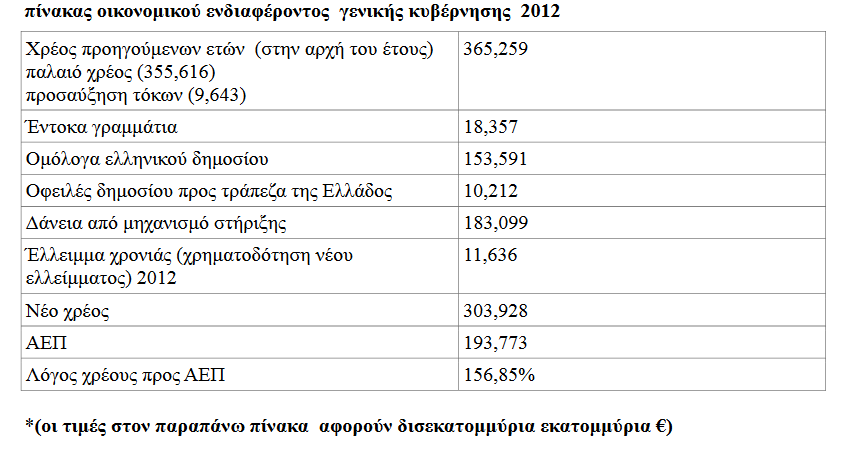 πίνακας οικονομικού ενδιαφέροντος γενικής κυβέρνησης 2012
Χρέος προηγούμενων ετών (στην αρχή του έτους) 365,259
παλαιό χρέος (355,616)
προσαύξηση τόκων (9,643)
Έντοκα γραμμάτια 18,357
Ομόλογα ελληνικού δημοσίου 153,591
Οφειλές δημοσίου προς τράπεζα της Ελλάδος 10,212
Δάνεια από μηχανισμό στήριξης 183,099
Έλλειμμα χρονιάς (χρηματοδότηση νέου 11,636
ελλείμματος) 2012
Νέο χρέος 303,928
ΑΕΠ 193,773
Λόγος χρέους προς ΑΕΠ 156,85%
*(οι τιμές στον παραπάνω πίνακα αφορούν δισεκατομμύρια εκατομμύρια €)